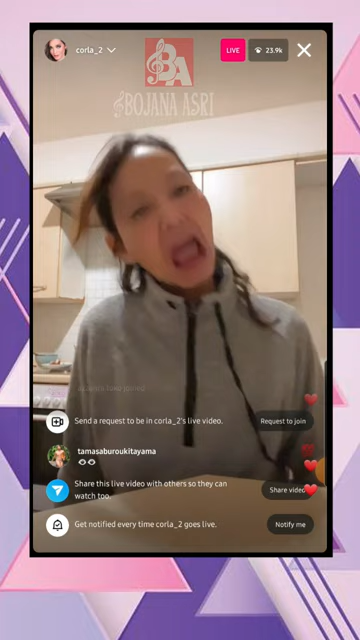 corla_2
LIVE
23.9k
BA
BOJANA ASRI
Send a request to be in corla_2's live video.
Request to join
tamasaburoukitayama
👀
Share this live video with others so they can
watch too.
Share video
Get notified every time corla_2 goes live.
Notify me